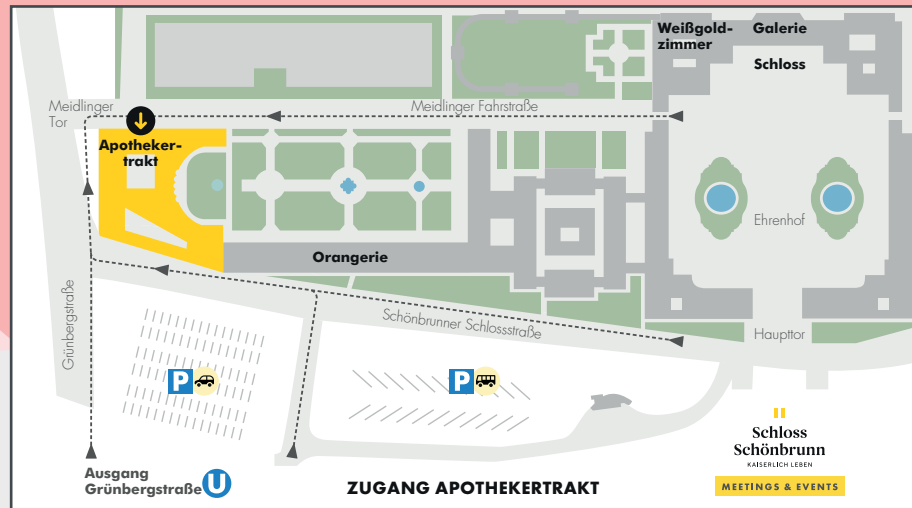 Weißgold-
zimmer
Galerie
Schloss
Meidlinger
Tor
Meidlinger Fahrstraße
Apotheker-
trakt
Ehrenhof
Orangerie
Grünbergstraße
Schönbrunner Schlossstraße
Haupttor
P
P
Ausgang
Grünbergstraße U
ZUGANG APOTHEKERTRAKT
Schloss
Schönbrunn
KAISERLICH LEBEN
MEETINGS & EVENTS